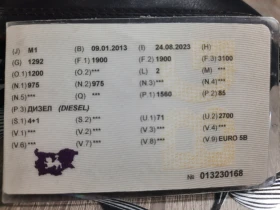 (J) M1 (B) 09.01.2013 (I) 24.08.2023 (H)
(G) 1292 (F.1) 1900 (F.2) 1900 (F.3) 3100
(O.1) 1200 (O.2)*** (L) 2 (M) ***
(N.1) 975 (N.2) 975 (N.3)*** (N.4)***
(N.5)*** (Q) *** (P.1) 1560 (P.2) 85
(P.3) ДИЗЕЛ (DIESEL)
(S.1) 4+1 (S.2)*** (U.1) 71 (U.2) 2700
(V.1)*** (V.2)*** (V.3)*** (V.4)***
(V.5)*** (V.7)*** (V.8)*** (V.9) EURO 5B
(V.6)***
№ 013230168